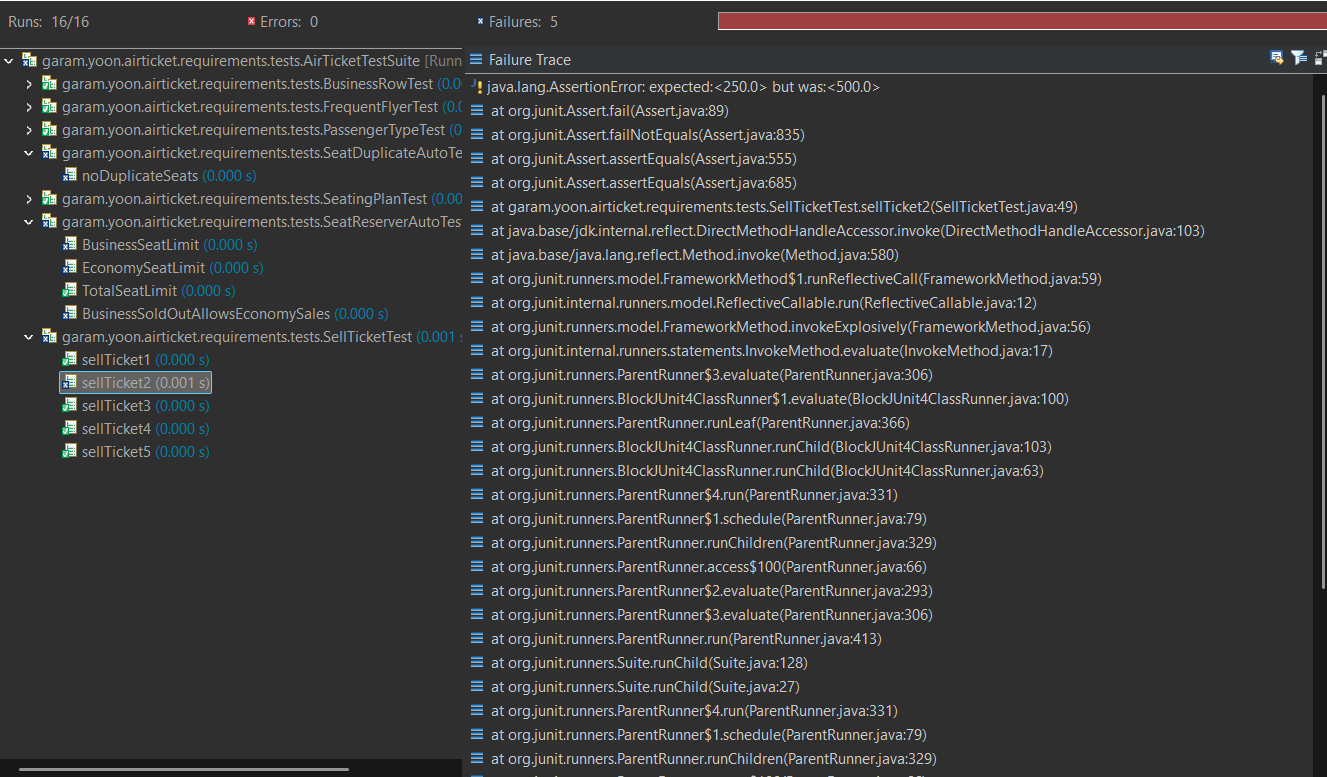 Runs: 16/16
Errors: 0
Failures: 5
garam.yoon.airticket.requirements.tests.AirTicketTestSuite [Runn
garam.yoon.airticket.requirements.tests.BusinessRowTest (0.00
garam.yoon.airticket.requirements.tests.FrequentFlyerTest (0.0
garam.yoon.airticket.requirements.tests.PassengerTypeTest (0
garam.yoon.airticket.requirements.tests.SeatDuplicateAutoTe
noDuplicateSeats (0.000 s)
garam.yoon.airticket.requirements.tests.SeatingPlanTest (0.00
garam.yoon.airticket.requirements.tests.SeatReserverAutoTes
BusinessSeatLimit (0.000 s)
EconomySeatLimit (0.000 s)
TotalSeatLimit (0.000 s)
BusinessSoldOutAllowsEconomySales (0.000 s)
garam.yoon.airticket.requirements.tests.SellTicketTest (0.001 s
sellTicket1 (0.000 s)
sellTicket2 (0.001 s)
sellTicket3 (0.000 s)
sellTicket4 (0.000 s)
sellTicket5 (0.000 s)
Failure Trace
java.lang.AssertionError: expected:<250.0> but was:<500.0>
at org.junit.Assert.fail(Assert.java:89)
at org.junit.Assert.failNotEquals(Assert.java:835)
at org.junit.Assert.assertEquals(Assert.java:555)
at org.junit.Assert.assertEquals(Assert.java:685)
at garam.yoon.airticket.requirements.tests.SellTicketTest.sellTicket2(SellTicketTest.java:49)
at java.base/jdk.internal.reflect.DirectMethodHandleAccessor.invoke(DirectMethodHandleAccessor.java:103)
at java.base/java.lang.reflect.Method.invoke(Method.java:580)
at org.junit.runners.model.FrameworkMethod$1.runReflectiveCall(FrameworkMethod.java:59)
at org.junit.internal.runners.model.ReflectiveCallable.run(ReflectiveCallable.java:12)
at org.junit.runners.model.FrameworkMethod.invokeExplosively(FrameworkMethod.java:56)
at org.junit.internal.runners.statements.InvokeMethod.evaluate(InvokeMethod.java:17)
at org.junit.runners.ParentRunner$3.evaluate(ParentRunner.java:306)
at org.junit.runners.BlockJUnit4ClassRunner$1.evaluate(BlockJUnit4ClassRunner.java:100)
at org.junit.runners.ParentRunner.runLeaf(ParentRunner.java:366)
at org.junit.runners.BlockJUnit4ClassRunner.runChild(BlockJUnit4ClassRunner.java:103)
at org.junit.runners.BlockJUnit4ClassRunner.runChild(BlockJUnit4ClassRunner.java:63)
at org.junit.runners.ParentRunner$4.run(ParentRunner.java:331)
at org.junit.runners.ParentRunner$1.schedule(ParentRunner.java:79)
at org.junit.runners.ParentRunner.runChildren(ParentRunner.java:329)
at org.junit.runners.ParentRunner.access$100(ParentRunner.java:66)
at org.junit.runners.ParentRunner$2.evaluate(ParentRunner.java:293)
at org.junit.runners.ParentRunner$3.evaluate(ParentRunner.java:306)
at org.junit.runners.ParentRunner.run(ParentRunner.java:413)
at org.junit.runners.Suite.runChild(Suite.java:128)
at org.junit.runners.Suite.runChild(Suite.java:27)
at org.junit.runners.ParentRunner$4.run(ParentRunner.java:331)
at org.junit.runners.ParentRunner$1.schedule(ParentRunner.java:79)
at org.junit.runners.ParentRunner.runChildren(ParentRunner.java:329)